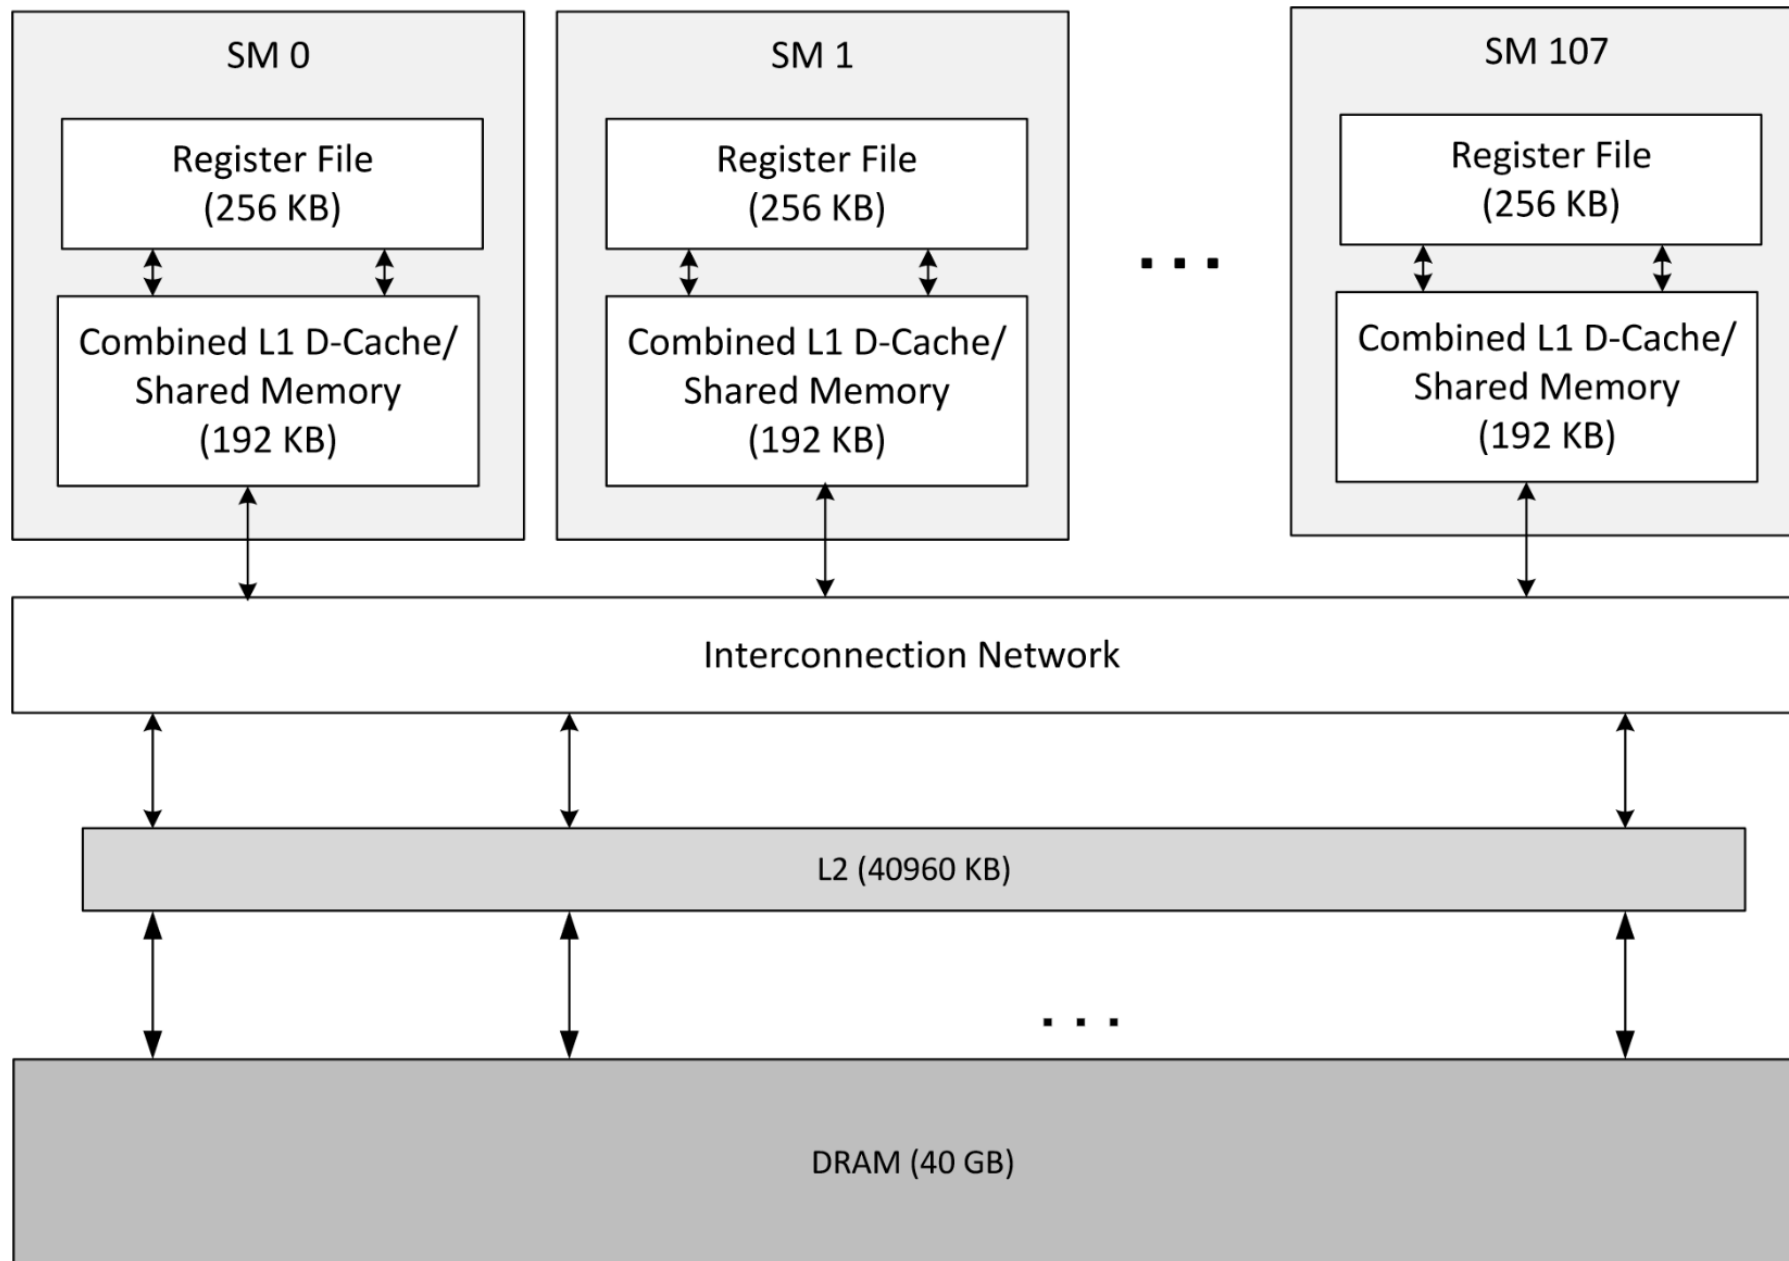 SM 0
Register File
(256 KB)
Combined L1 D-Cache/
Shared Memory
(192 KB)
SM 1
Register File
(256 KB)
Combined L1 D-Cache/
Shared Memory
(192 KB)
. . .
SM 107
Register File
(256 KB)
Combined L1 D-Cache/
Shared Memory
(192 KB)
Interconnection Network
L2 (40960 KB)
. . .
DRAM (40 GB)